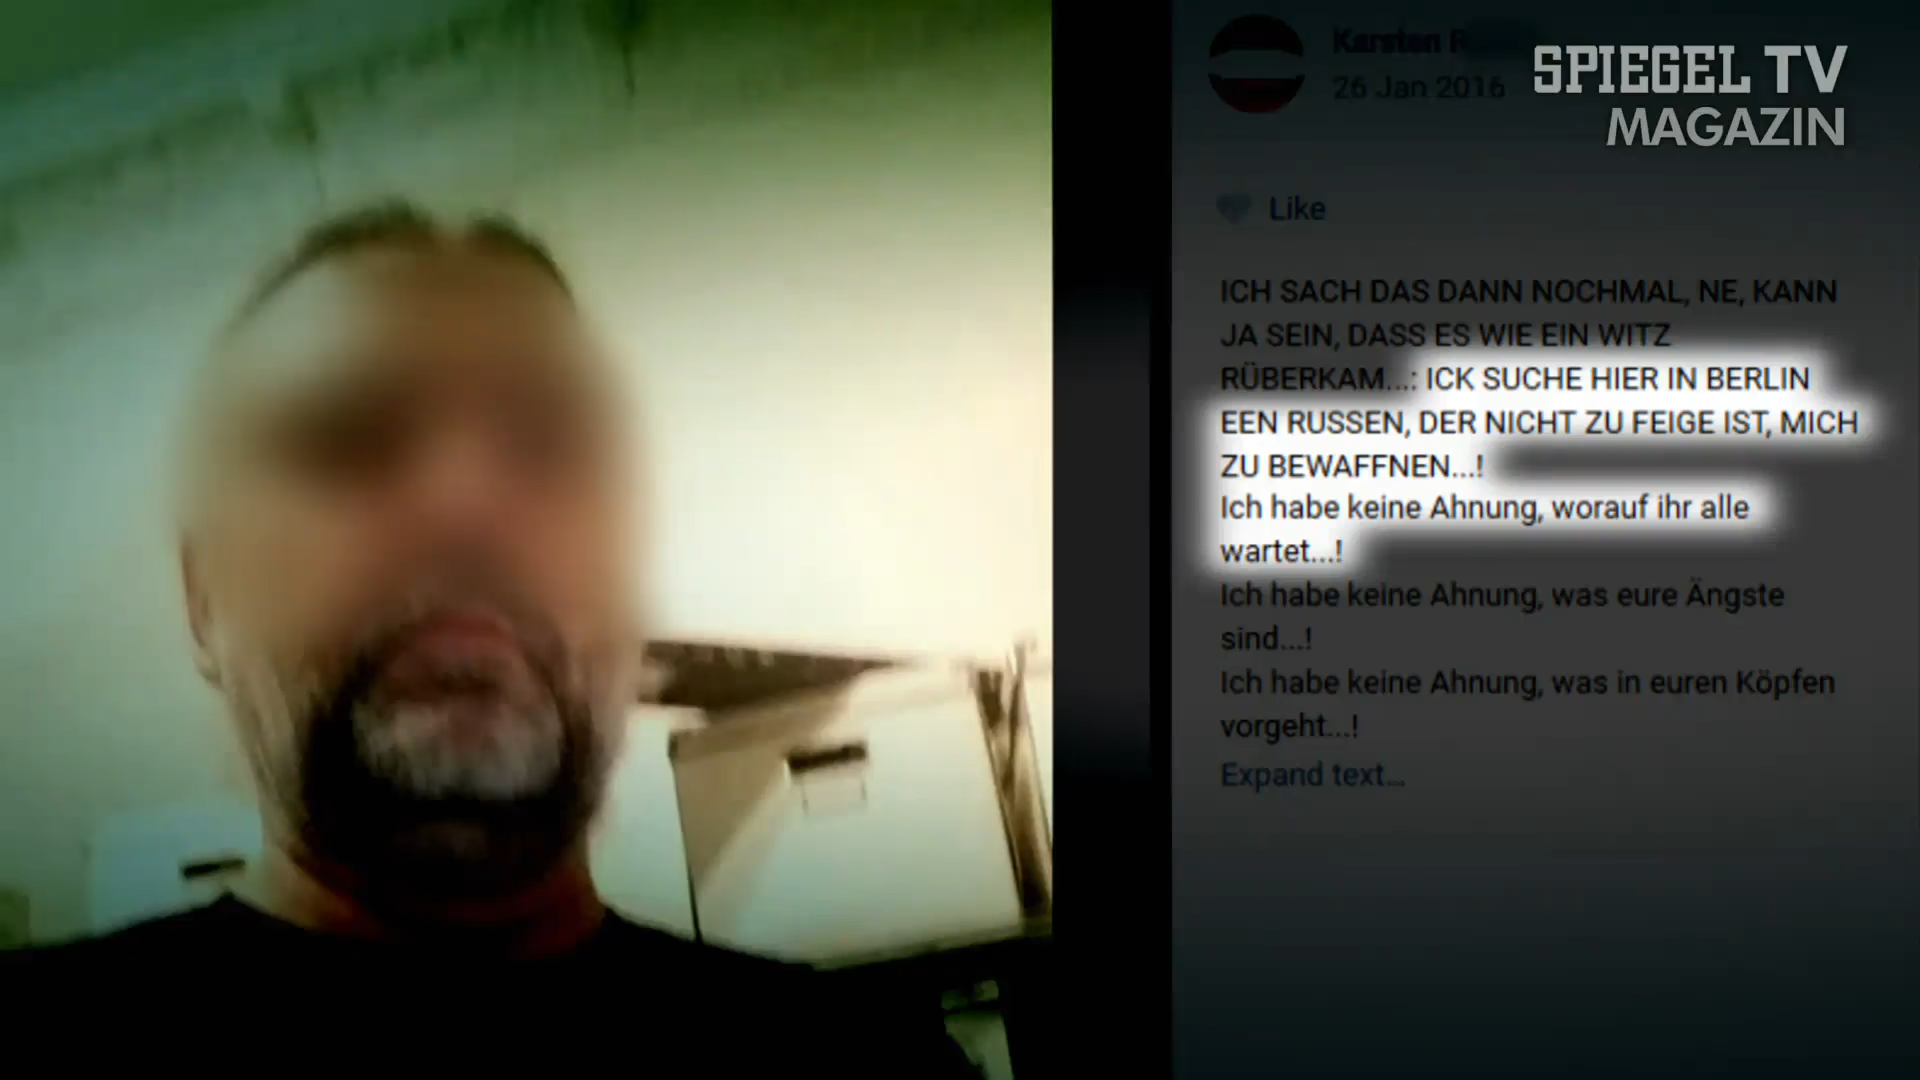 Karsten R
26 Jan 2016
SPIEGEL TV
MAGAZIN
Like
ICH SACH DAS DANN NOCHMAL, NE, KANN
JA SEIN, DASS ES WIE EIN WITZ
RÜBERKAM...: ICK SUCHE HIER IN BERLIN
EEN RUSSEN, DER NICHT ZU FEIGE IST, MICH
ZU BEWAFFNEN...!
Ich habe keine Ahnung, worauf ihr alle
wartet...!
Ich habe keine Ahnung, was eure Ängste
sind...!
Ich habe keine Ahnung, was in euren Köpfen
vorgeht...!
Expand text...